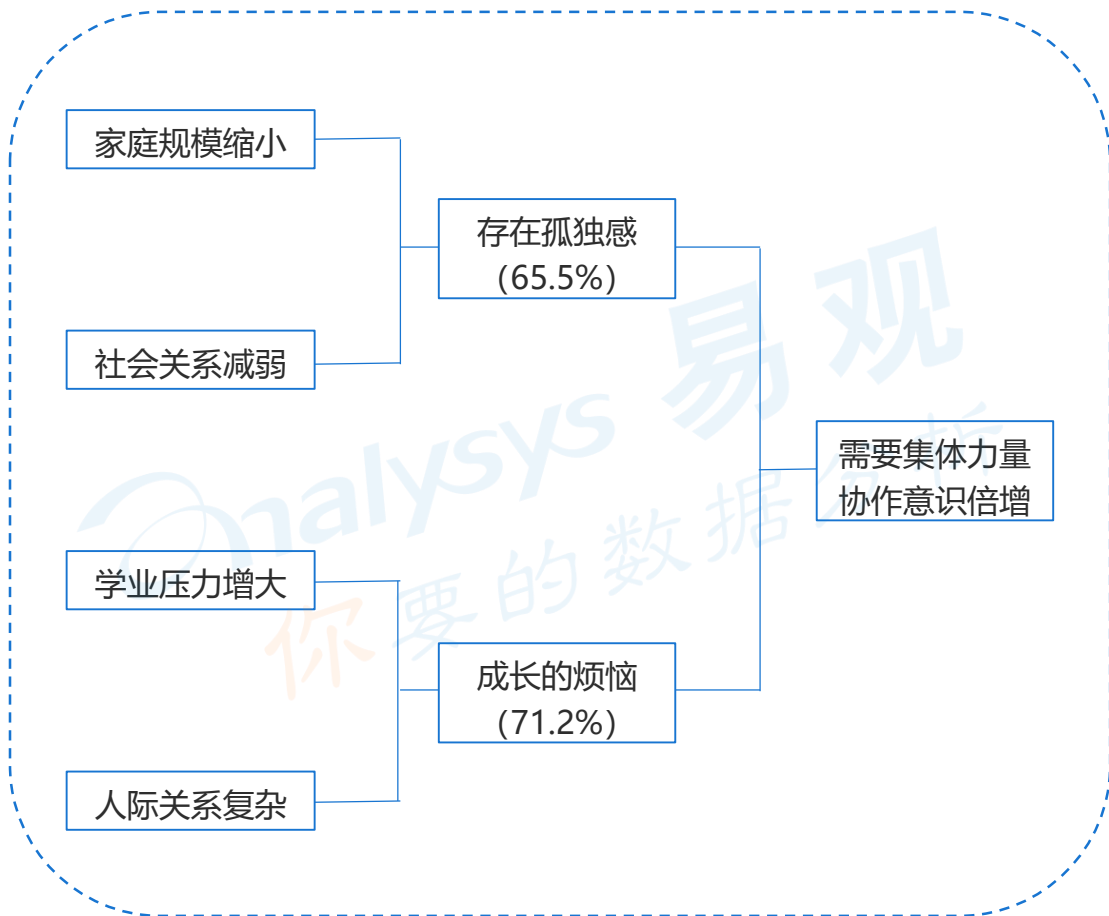 家庭规模缩小
存在孤独感
（65.5%）
社会关系减弱
需要集体力量
协作意识倍增
学业压力增大
成长的烦恼
（71.2%）
人际关系复杂
nalysys 易观
你要的数据分析